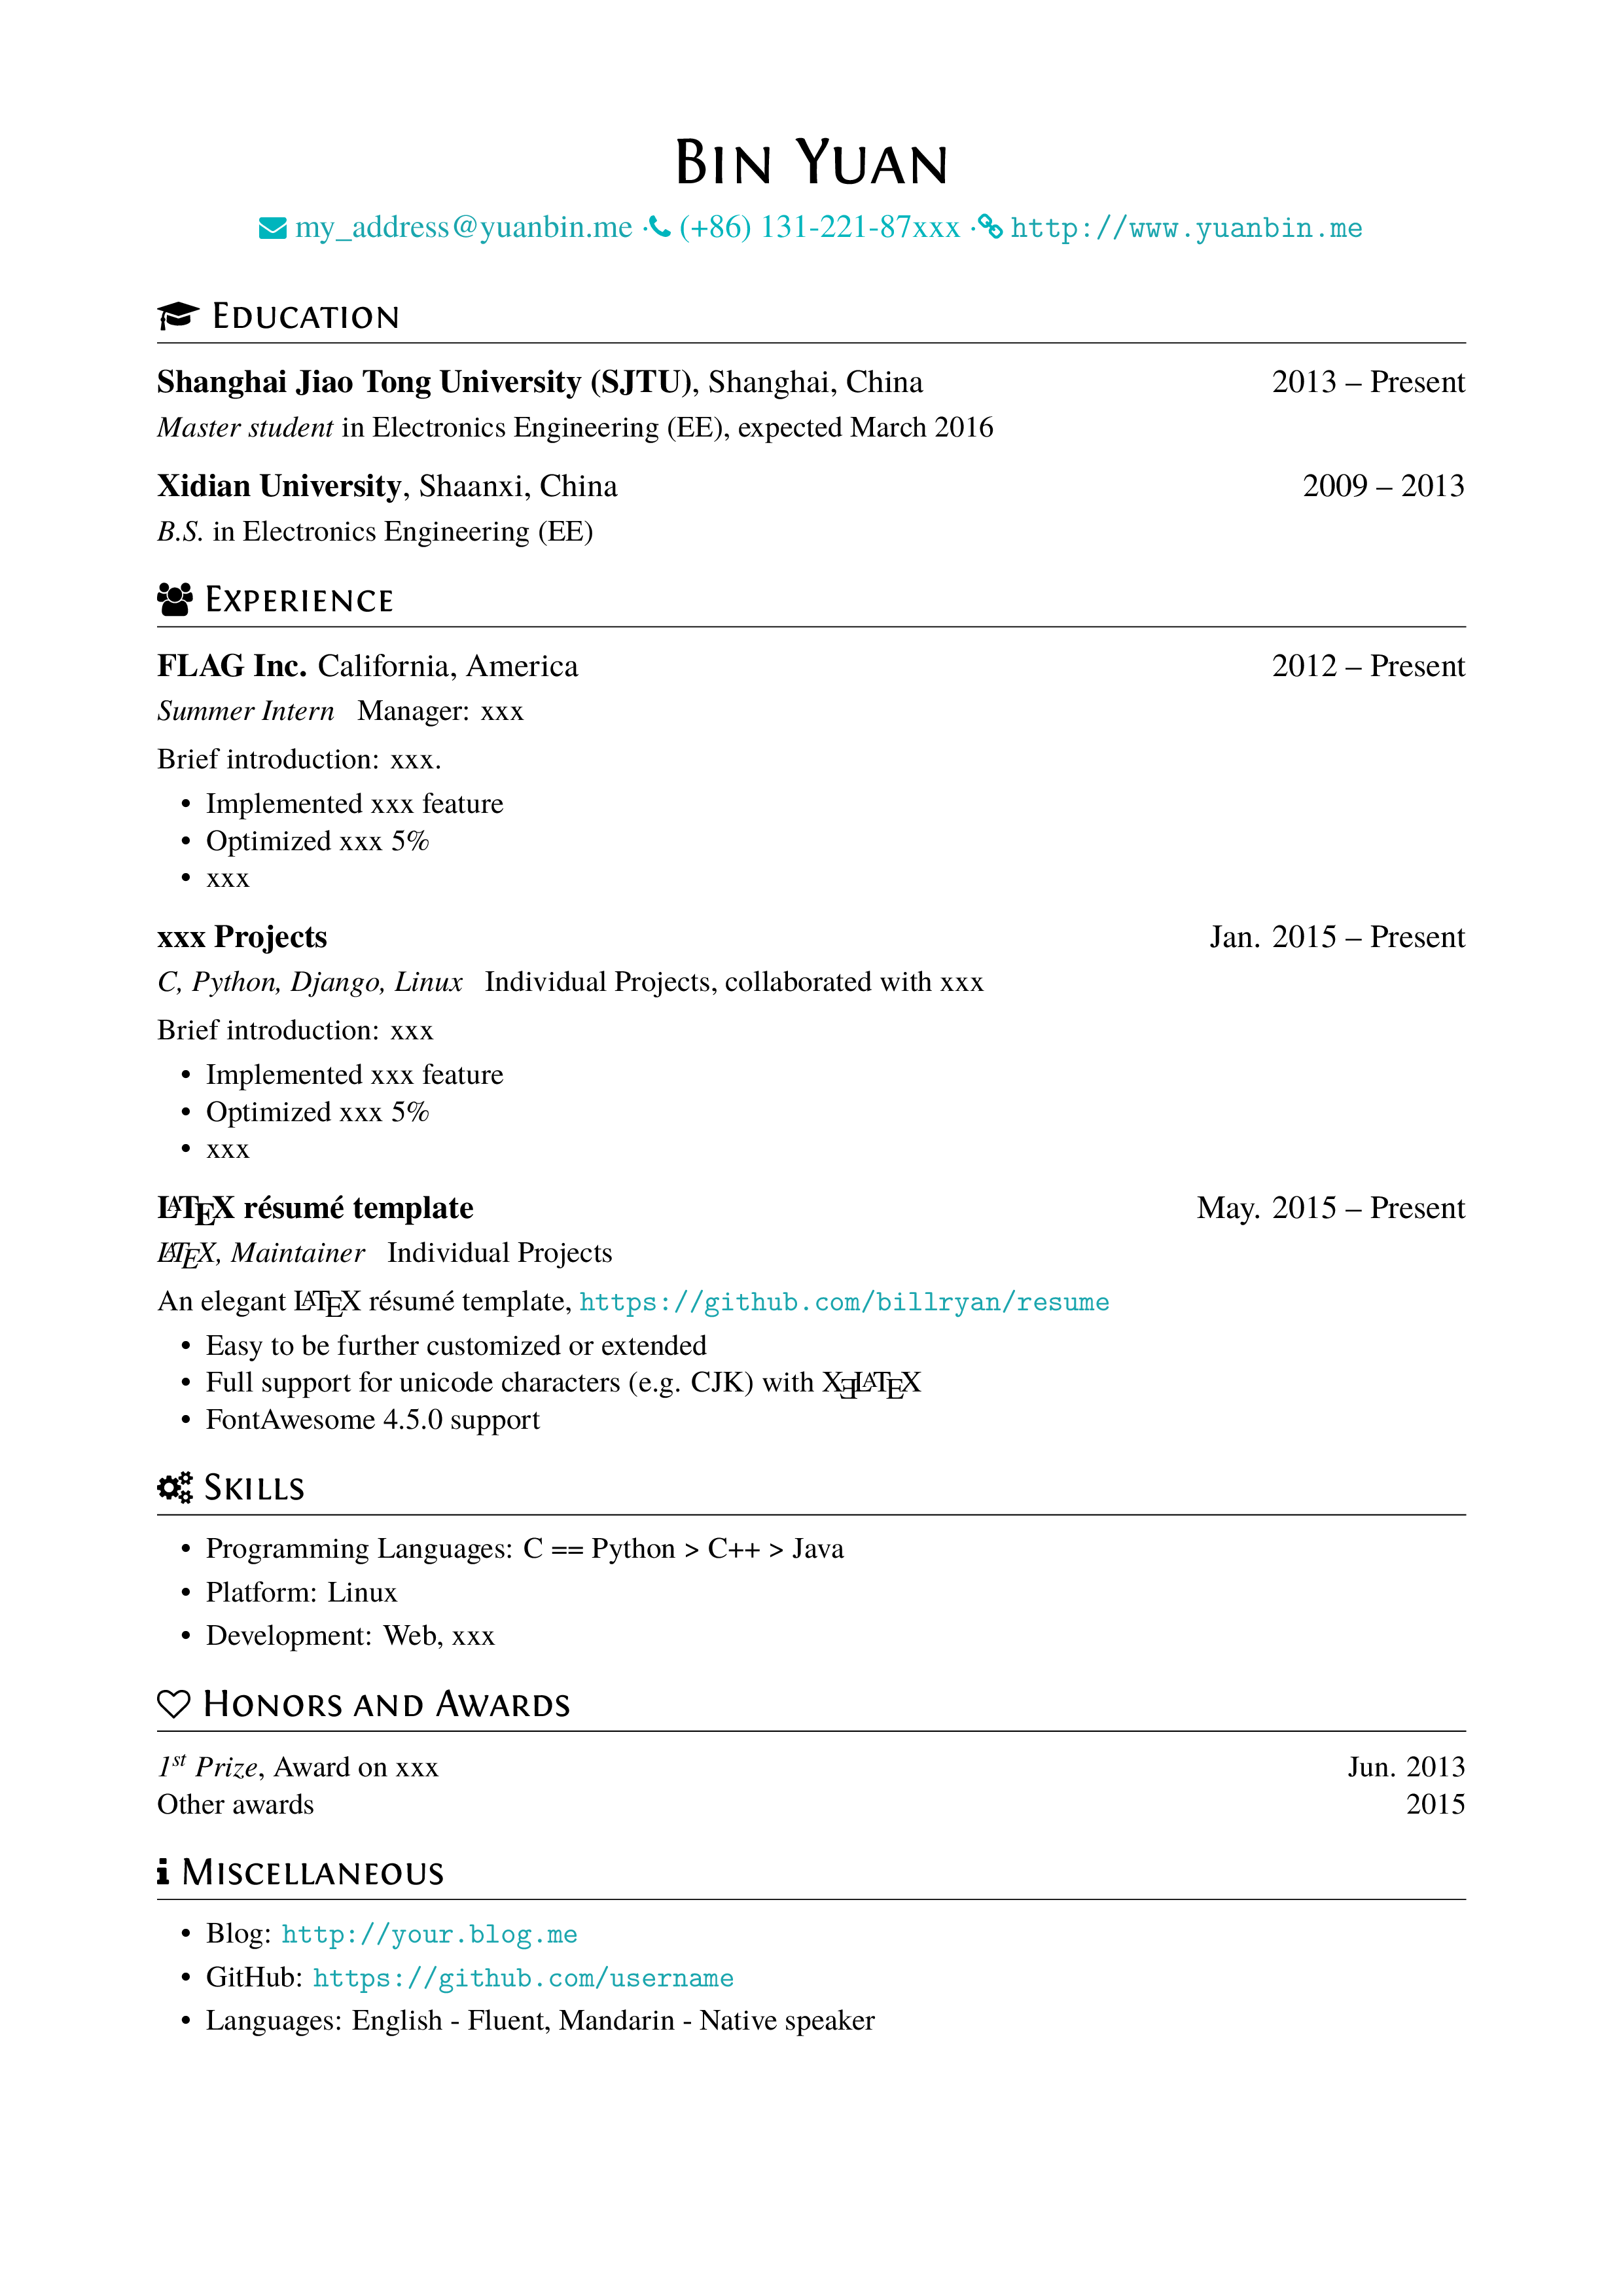 Bin Yuan
my_address@yuanbin.me · (+86) 131-221-87xxx · http://www.yuanbin.me
Education
Shanghai Jiao Tong University (SJTU), Shanghai, China 2013 – Present
Master student in Electronics Engineering (EE), expected March 2016
Xidian University, Shaanxi, China 2009 – 2013
B.S. in Electronics Engineering (EE)
Experience
FLAG Inc. California, America 2012 – Present
Summer Intern Manager: xxx
Brief introduction: xxx.
• Implemented xxx feature
• Optimized xxx 5%
• xxx
xxx Projects Jan. 2015 – Present
C, Python, Django, Linux Individual Projects, collaborated with xxx
Brief introduction: xxx
• Implemented xxx feature
• Optimized xxx 5%
• xxx
LATEX résumé template May. 2015 – Present
LATEX, Maintainer Individual Projects
An elegant LATEX résumé template, https://github.com/billryan/resume
• Easy to be further customized or extended
• Full support for unicode characters (e.g. CJK) with XƎLATEX
• FontAwesome 4.5.0 support
Skills
• Programming Languages: C == Python > C++ > Java
• Platform: Linux
• Development: Web, xxx
Honors and Awards
1st Prize, Award on xxx Jun. 2013
Other awards 2015
Miscellaneous
• Blog: http://your.blog.me
• GitHub: https://github.com/username
• Languages: English - Fluent, Mandarin - Native speaker